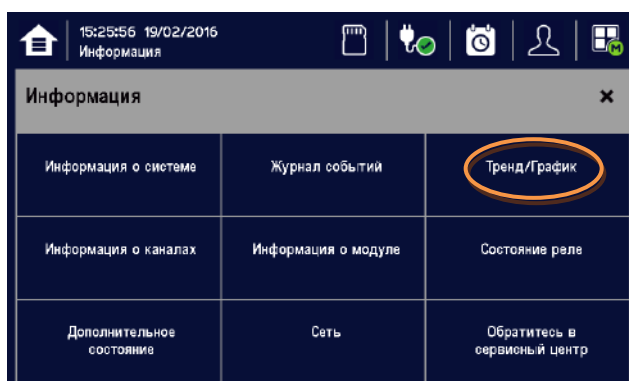 15:25:56 19/02/2016
Информация
M
Информация
Информация о системе
Журнал событий
Тренд/График
Информация о каналах
Информация о модуле
Состояние реле
Дополнительное
состояние
Сеть
Обратитесь в
сервисный центр